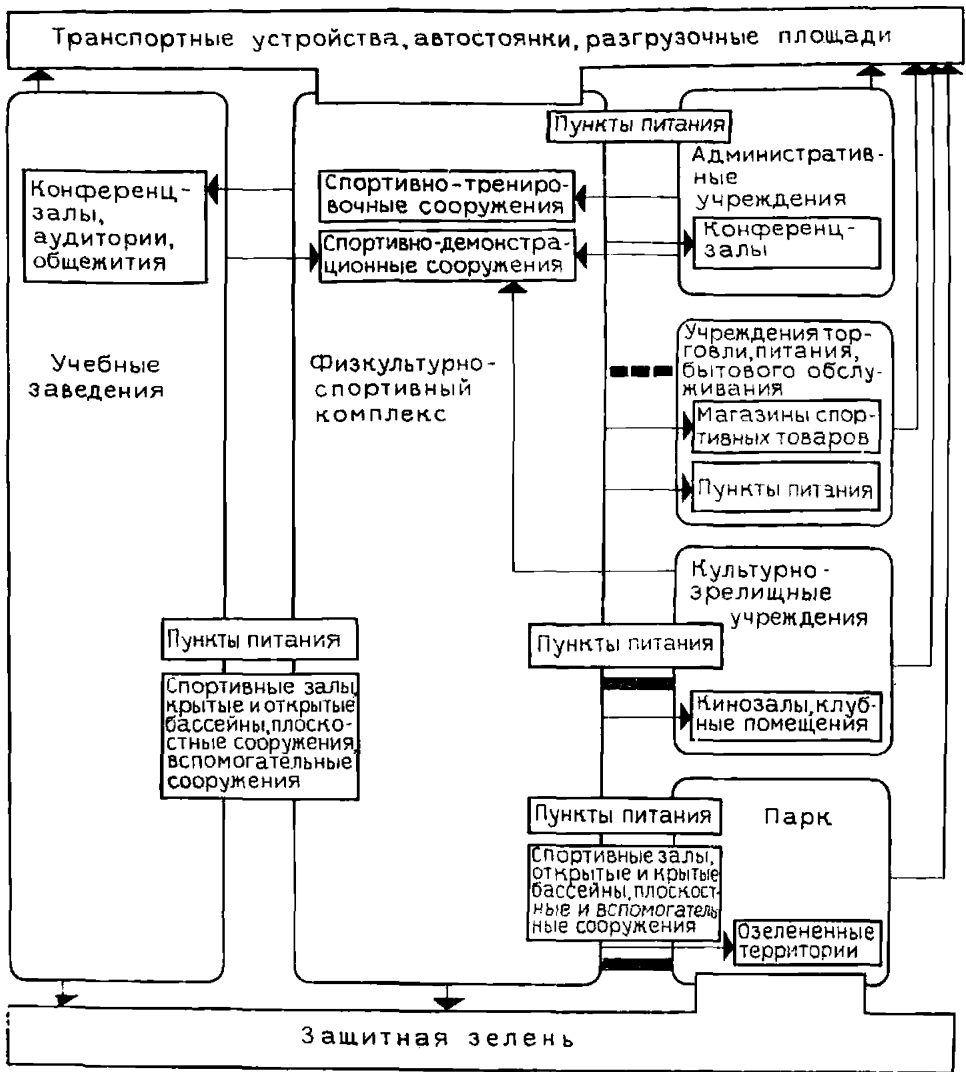 Транспортные устройства, автостоянки, разгрузочные площади
Пункты питания
Административ-
ные
учреждения
Конференц-
залы
Конференц-
залы,
аудитории,
общежития
Спортивно-трениро-
вочные сооружения
Спортивно-демонстра-
ционные сооружения
Учебные
заведения
Физкультурно-
спортивный
комплекс
Учреждения тор-
говли, питания,
бытового обслу-
живания
Магазины спор-
тивных товаров
Пункты питания
Культурно-
зрелищные
учреждения
Пункты питания
Пункты питания
Спортивные залы,
крытые и открытые
бассейны, плоско-
стные сооружения,
вспомогательные
сооружения
Кинозалы, клуб-
ные помещения
Пункты питания
Парк
Спортивные залы,
открытые и крытые
бассейны, плоскост-
ные и вспомогатель
ные сооружения
Озелененные
территории
Защитная зелень